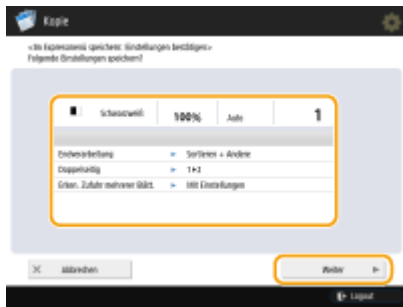 Kopie
<Im Expressmenü speichern: Einstellungen bestätigen>
Folgende Einstellungen speichern?
Schwarzweiß 100% Auto 1
Endverarbeitung ► Sortieren + Andere
Doppelseitig ► 1►2
Erken. Zufuhr mehrerer Blätt. ► Mit Einstellungen
× Abbrechen Weiter ►
Logout